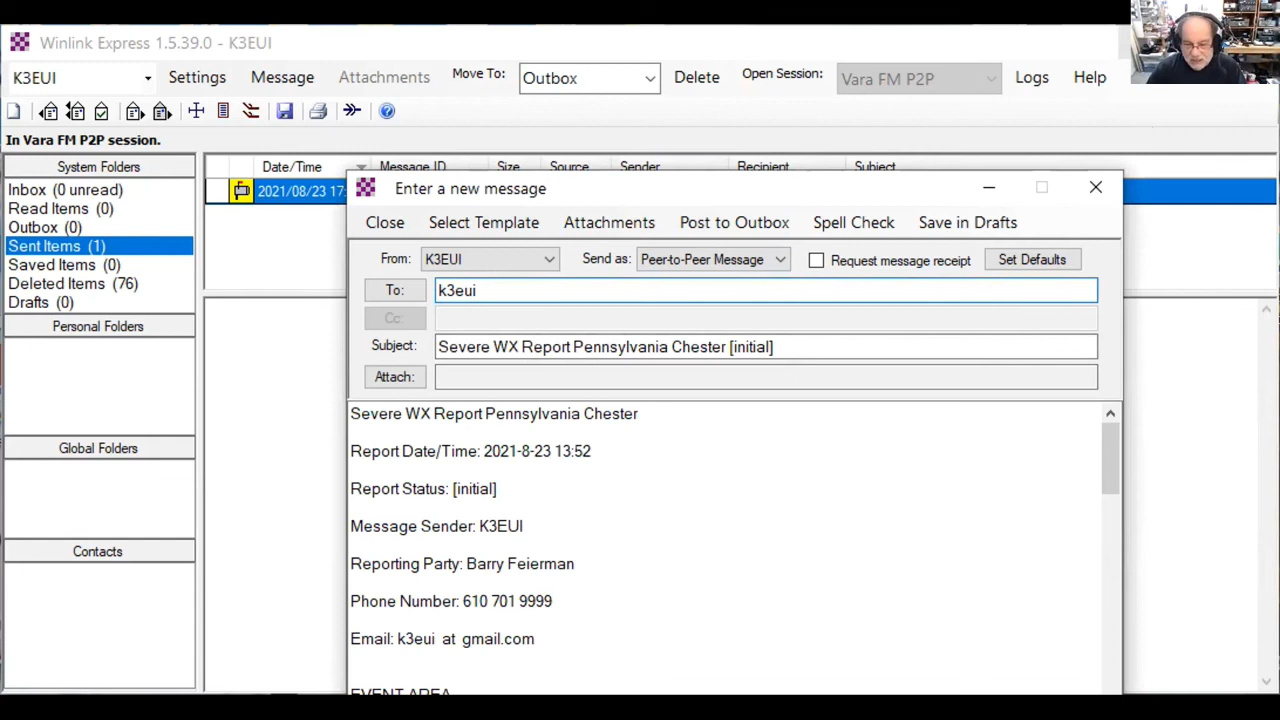 Winlink Express 1.5.39.0 - K3EUI
K3EUI Settings Message Attachments Move To: Outbox Delete Open Session: Vara FM P2P Logs Help
In Vara FM P2P session.
System Folders
Inbox (0 unread)
Read Items (0)
Outbox (0)
Sent Items (1)
Saved Items (0)
Deleted Items (76)
Drafts (0)
Personal Folders
Global Folders
Contacts
Date/Time Message ID Size Source Sender Recipient Subject
2021/08/23 17:
Enter a new message
Close Select Template Attachments Post to Outbox Spell Check Save in Drafts
From: K3EUI Send as: Peer-to-Peer Message Request message receipt Set Defaults
To: k3eui
Cc:
Subject: Severe WX Report Pennsylvania Chester [initial]
Attach:
Severe WX Report Pennsylvania Chester
Report Date/Time: 2021-8-23 13:52
Report Status: [initial]
Message Sender: K3EUI
Reporting Party: Barry Feierman
Phone Number: 610 701 9999
Email: k3eui at gmail.com
EVENT AREA